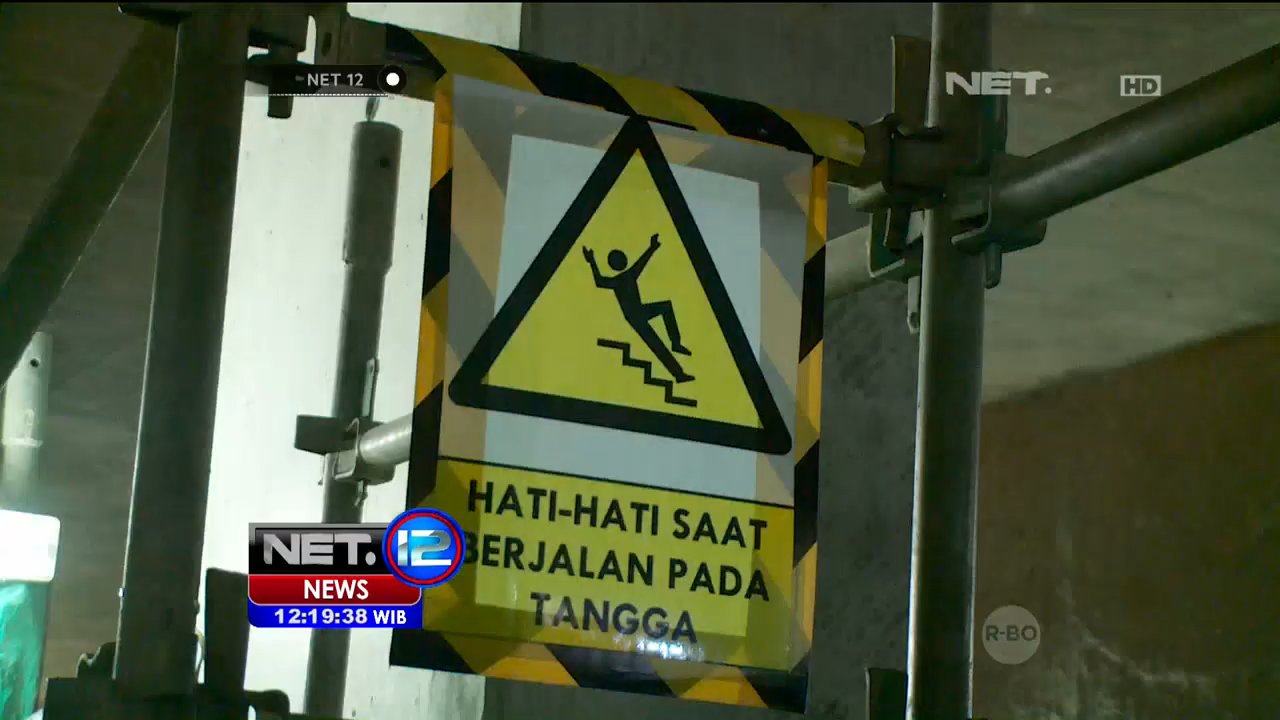 NET 12
NET.
HD
HATI-HATI SAAT
BERJALAN PADA
TANGGA
NET. 12
NEWS
12:19:38 WIB
R-BO